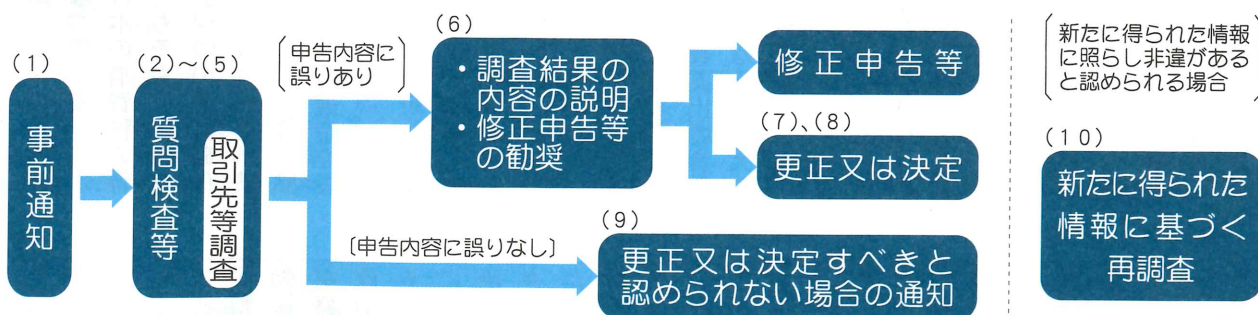 (1)
事前通知
(2)～(5)
質問検査等
取引先等調査
申告内容に
誤りあり
(6)
・調査結果の
内容の説明
・修正申告等
の勧奨
修正申告等
(7)、(8)
更正又は決定
〔申告内容に誤りなし〕
(9)
更正又は決定すべきと
認められない場合の通知
新たに得られた情報
に照らし非違がある
と認められる場合
(10)
新たに得られた
情報に基づく
再調査